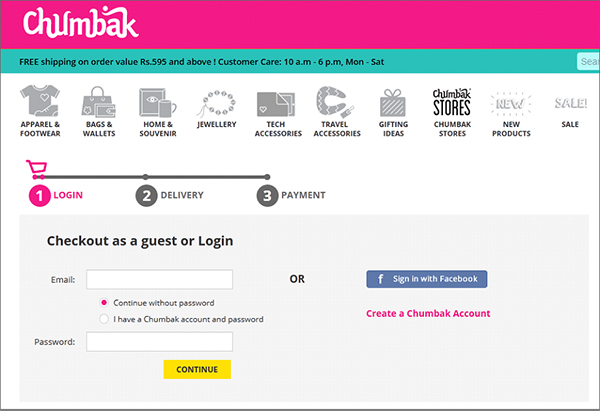 Chumbak
FREE shipping on order value Rs.595 and above ! Customer Care: 10 a.m - 6 p.m, Mon - Sat
Sear
APPAREL &
FOOTWEAR
BAGS &
WALLETS
HOME &
SOUVENIR
JEWELLERY
TECH
ACCESSORIES
TRAVEL
ACCESSORIES
GIFTING
IDEAS
Chumbak
STORES
CHUMBAK
STORES
NEW
NEW
PRODUCTS
SALE!
SALE
1 LOGIN
2 DELIVERY
3 PAYMENT
Checkout as a guest or Login
Email:
OR
f Sign in with Facebook
Continue without password
I have a Chumbak account and password
Create a Chumbak Account
Password:
CONTINUE